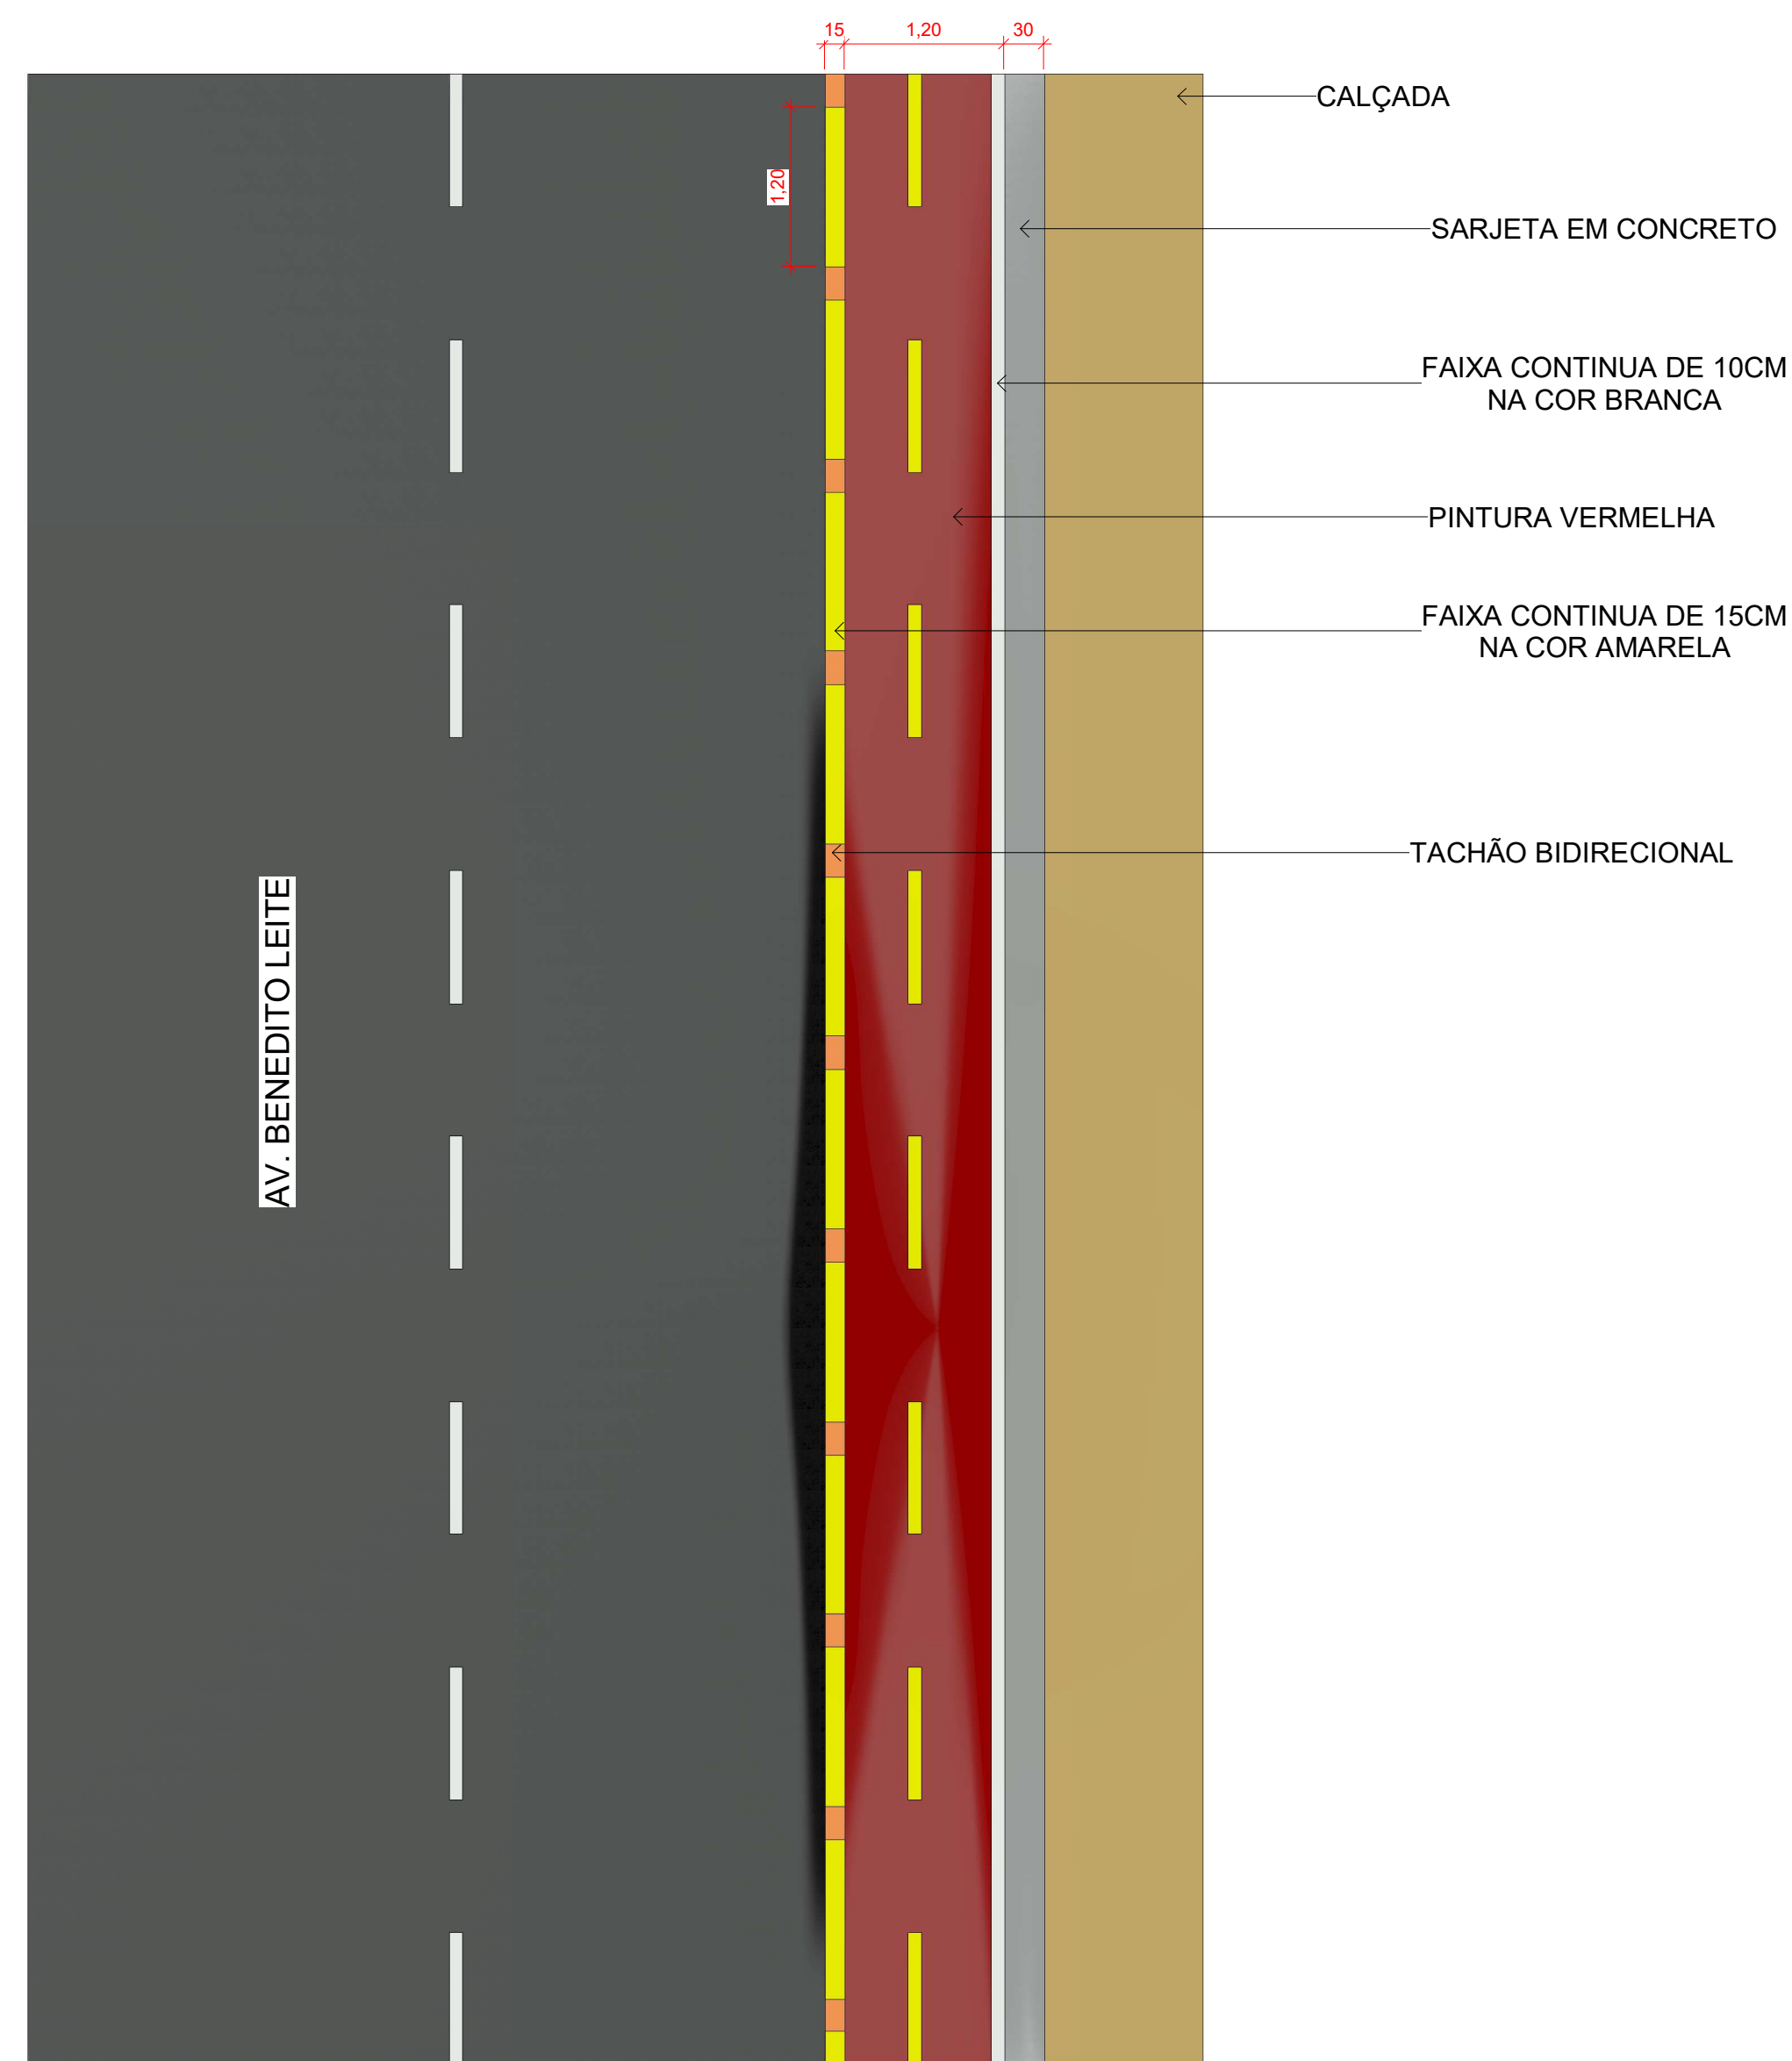 15
1,20
30
CALÇADA
1,20
SARJETA EM CONCRETO
FAIXA CONTINUA DE 10CM
NA COR BRANCA
PINTURA VERMELHA
FAIXA CONTINUA DE 15CM
NA COR AMARELA
TACHÃO BIDIRECIONAL
AV. BENEDITO LEITE